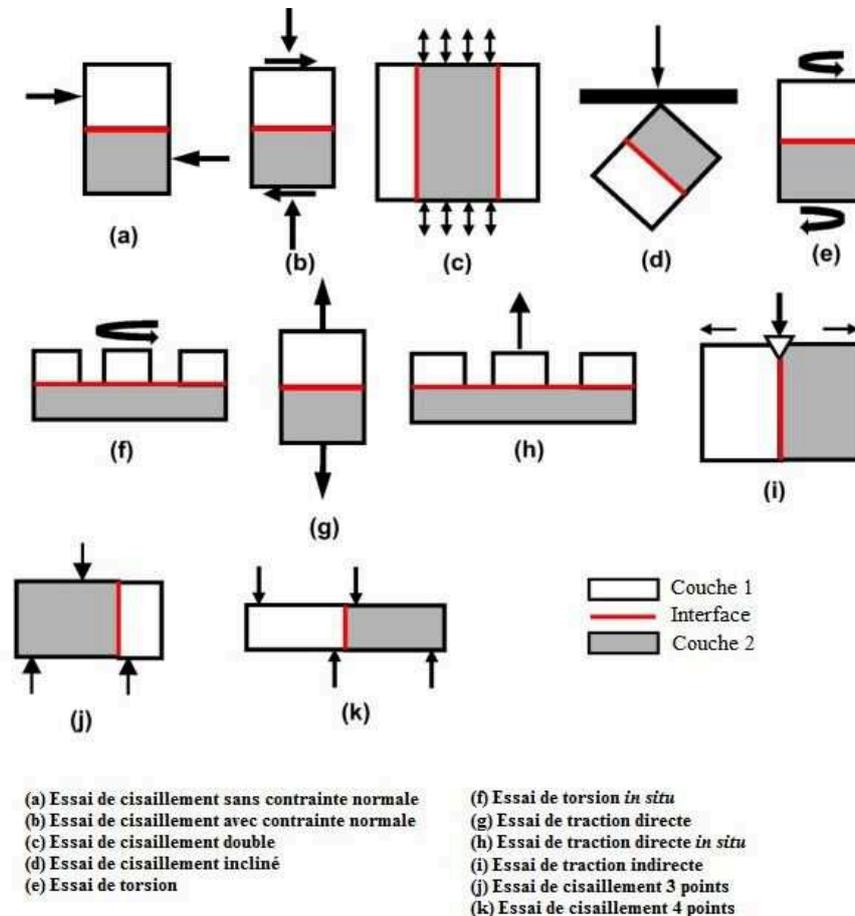 (a)
(b)
(c)
(d)
(e)
(f)
(g)
(h)
(i)
(j)
(k)
Couche 1
Interface
Couche 2
(a) Essai de cisaillement sans contrainte normale
(b) Essai de cisaillement avec contrainte normale
(c) Essai de cisaillement double
(d) Essai de cisaillement incliné
(e) Essai de torsion
(f) Essai de torsion in situ
(g) Essai de traction directe
(h) Essai de traction directe in situ
(i) Essai de traction indirecte
(j) Essai de cisaillement 3 points
(k) Essai de cisaillement 4 points